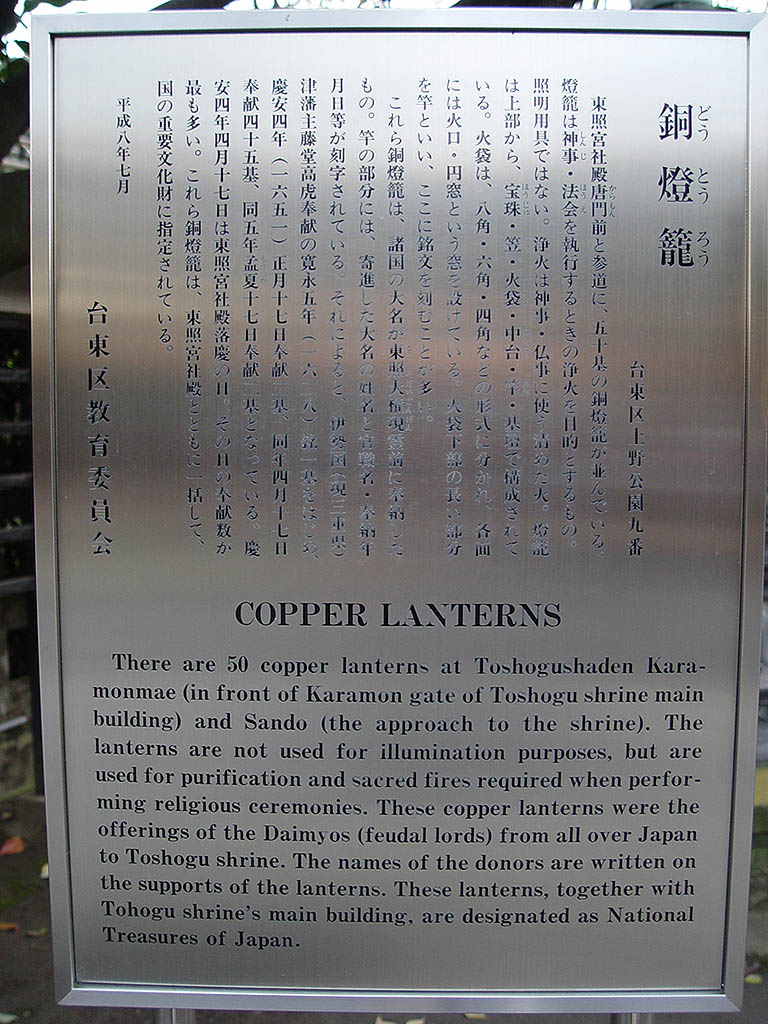 銅燈籠
どう とう ろう
台東区上野公園九番
東照宮社殿唐門前と参道に、五十基の銅燈籠が並んでいる。
からもん
燈籠は神事・法会を執行するときの浄火を目的とするもの。
しんじ ほうえ
照明用具ではない。浄火は神事・仏事に使う清めた火。燈籠
は上部から、宝珠・笠・火袋・中台・竿・基壇で構成されて
ほうじゅ
いる。火袋は、八角・六角・四角などの形式に分かれ、各面
には火口・円窓という窓を設けている。火袋下部の長い部分
を竿といい、ここに銘文を刻むことが多い。
これら銅燈籠は、諸国の大名が東照大権現霊前に奉納した
もの。竿の部分には、寄進した大名の姓名と官職名・奉納年
月日等が刻字されている。それによると、伊勢国(現三重県)
津藩主藤堂高虎奉献の寛永五年(一六二八)銘一基をはじめ、
慶安四年(一六五一)正月十七日奉献二基、同年四月十七日
奉献四十五基、同五年孟夏十七日奉献二基となっている。慶
安四年四月十七日は東照宮社殿落慶の日。その日の奉献数が
最も多い。これら銅燈籠は、東照宮社殿とともに一括して、
国の重要文化財に指定されている。
平成八年七月
台東区教育委員会
COPPER LANTERNS
There are 50 copper lanterns at Toshogushaden Kara-
monmae (in front of Karamon gate of Toshogu shrine main
building) and Sando (the approach to the shrine). The
lanterns are not used for illumination purposes, but are
used for purification and sacred fires required when perfor-
ming religious ceremonies. These copper lanterns were the
offerings of the Daimyos (feudal lords) from all over Japan
to Toshogu shrine. The names of the donors are written on
the supports of the lanterns. These lanterns, together with
Tohogu shrine's main building, are designated as National
Treasures of Japan.